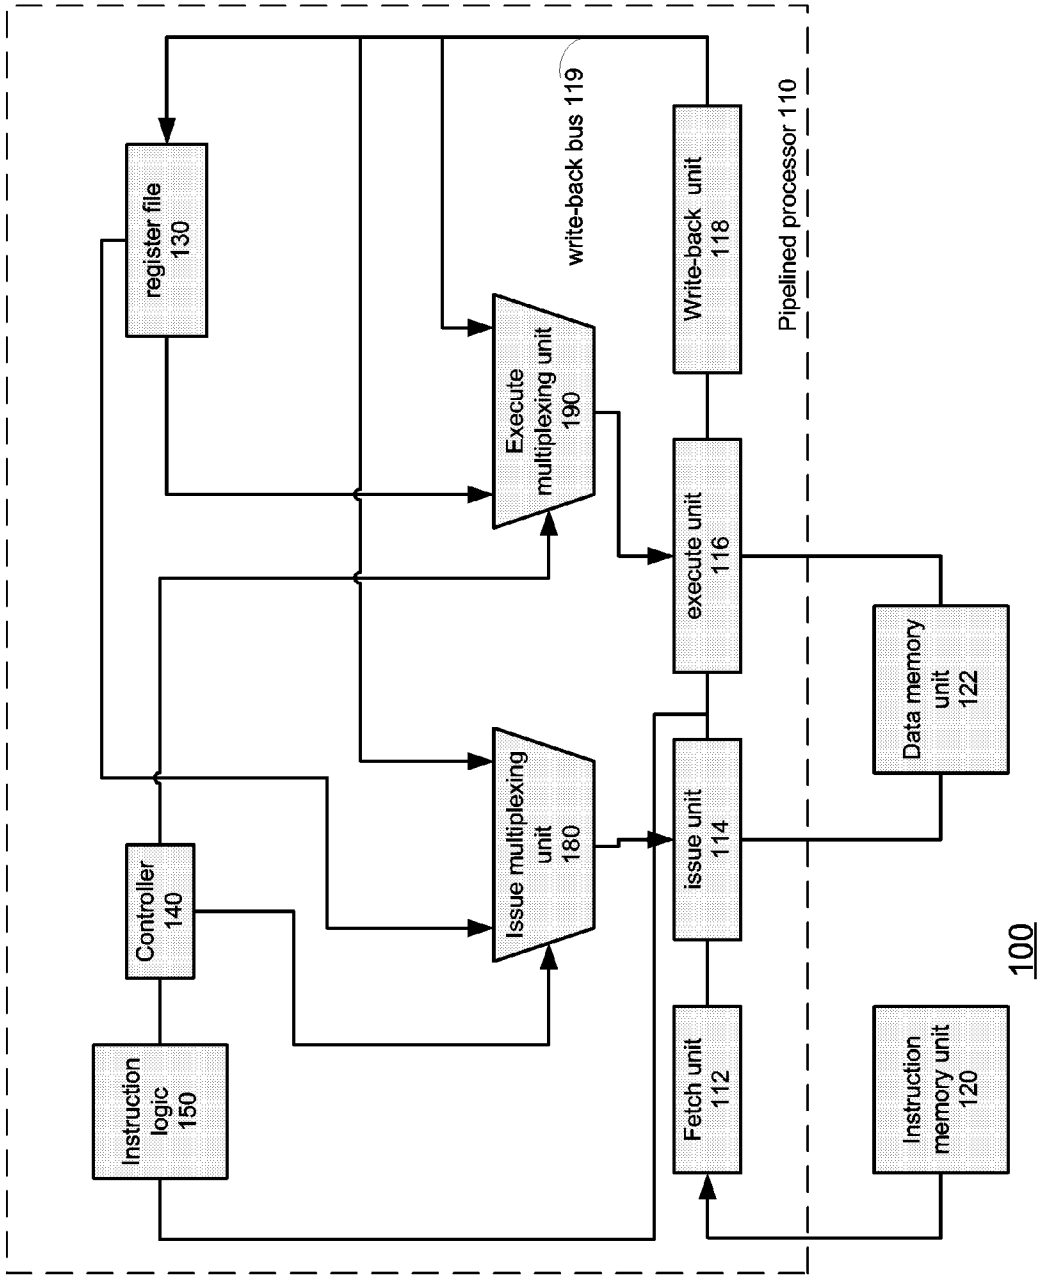 Instruction
logic
150
Controller
140
register file
130
Issue multiplexing
unit
180
Execute
multiplexing unit
190
write-back bus 119
Fetch unit
112
issue unit
114
execute unit
116
Write-back unit
118
Pipelined processor 110
Instruction
memory unit
120
Data memory
unit
122
100